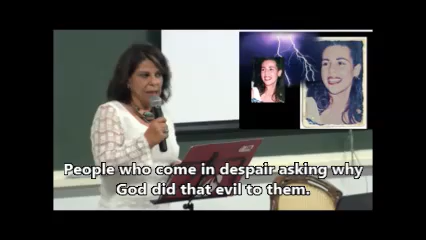 People who come in despair asking why
God did that evil to them.